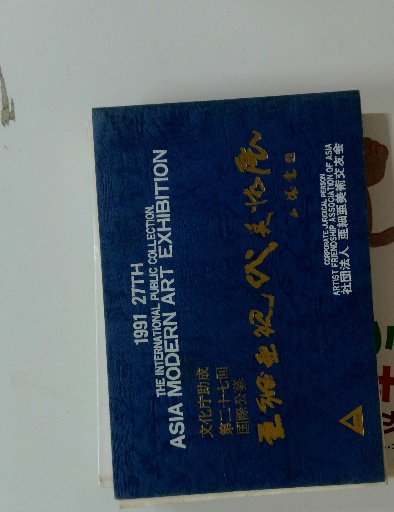 1991 27TH
THE INTERNATIONAL PUBLIC COLLECTION
ASIA MODERN ART EXHIBITION
文化庁助成
第二十七回
国際公募
亜細亜現代美術展
CORPORATE JURIDICAL PERSON
ARTIST FRIENDSHIP ASSOCIATION OF ASIA
社団法人 亜細亜美術交友会